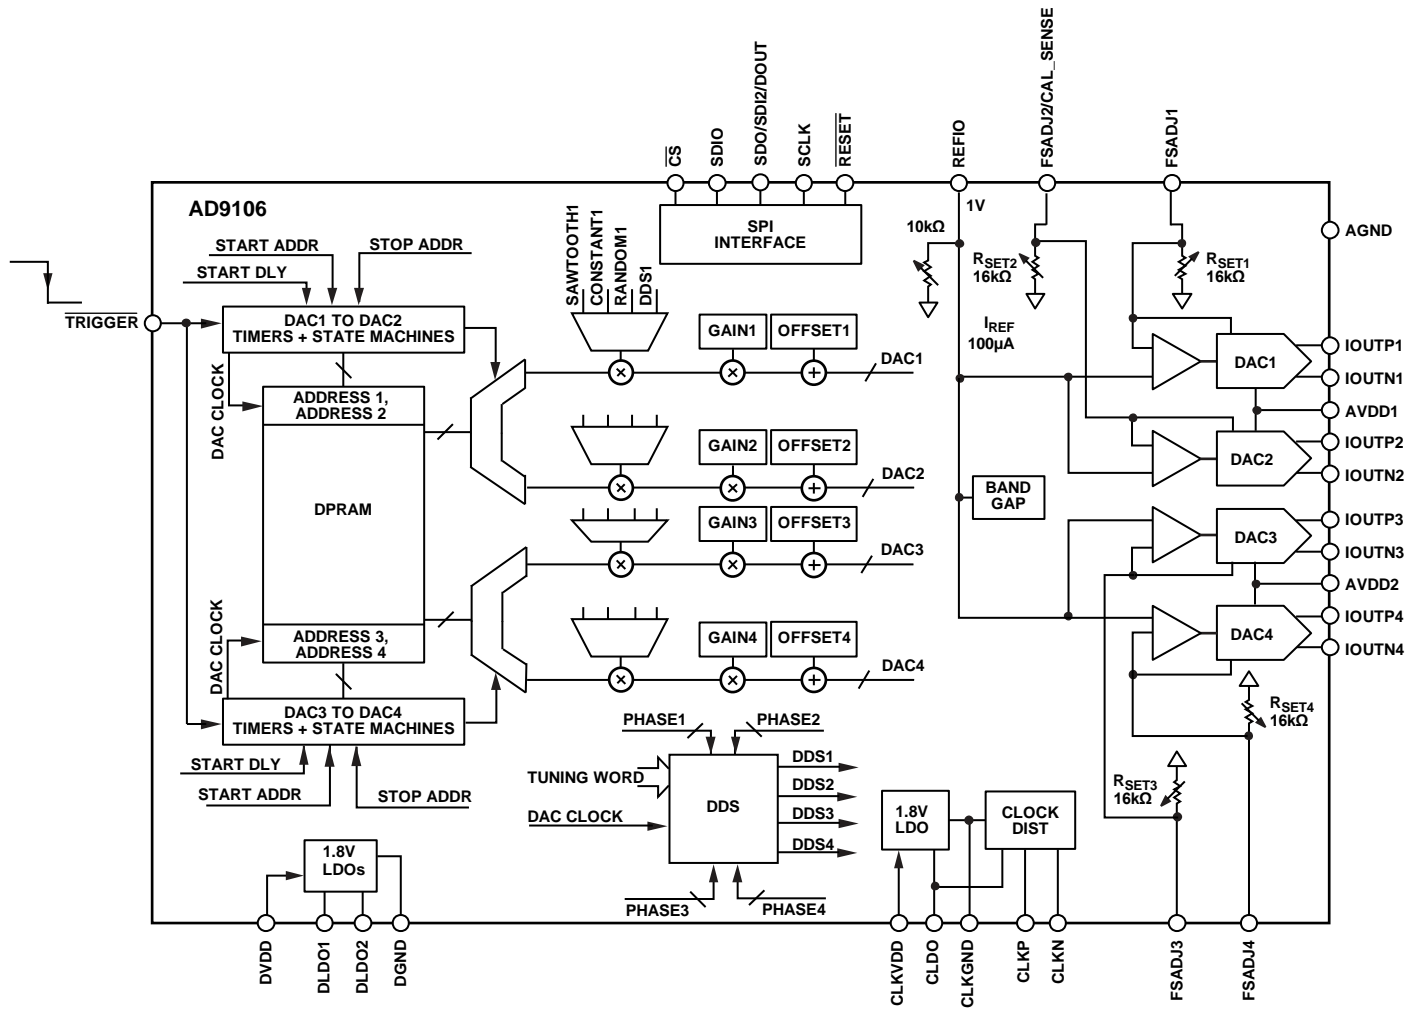 CS
SDIO
SDO/SDI2/DOUT
SCLK
RESET
REFIO
FSADJ2/CAL_SENSE
FSADJ1
AD9106
START ADDR
STOP ADDR
START DLY
TRIGGER
DAC1 TO DAC2
TIMERS + STATE MACHINES
DAC CLOCK
ADDRESS 1,
ADDRESS 2
DPRAM
ADDRESS 3,
ADDRESS 4
DAC CLOCK
DAC3 TO DAC4
TIMERS + STATE MACHINES
START DLY
START ADDR
STOP ADDR
SPI
INTERFACE
SAWTOOTH1
CONSTANT1
RANDOM1
DDS1
GAIN1
OFFSET1
DAC1
GAIN2
OFFSET2
DAC2
GAIN3
OFFSET3
DAC3
GAIN4
OFFSET4
DAC4
1V
10kΩ
RSET2
16kΩ
RSET1
16kΩ
IREF
100µA
BAND
GAP
DAC1
DAC2
DAC3
DAC4
AGND
IOUTP1
IOUTN1
AVDD1
IOUTP2
IOUTN2
IOUTP3
IOUTN3
AVDD2
IOUTP4
IOUTN4
RSET4
16kΩ
RSET3
16kΩ
PHASE1
PHASE2
TUNING WORD
DAC CLOCK
DDS
DDS1
DDS2
DDS3
DDS4
PHASE3
PHASE4
1.8V
LDOs
1.8V
LDO
CLOCK
DIST
DVDD
DLDO1
DLDO2
DGND
CLKVDD
CLDO
CLKGND
CLKP
CLKN
FSADJ3
FSADJ4